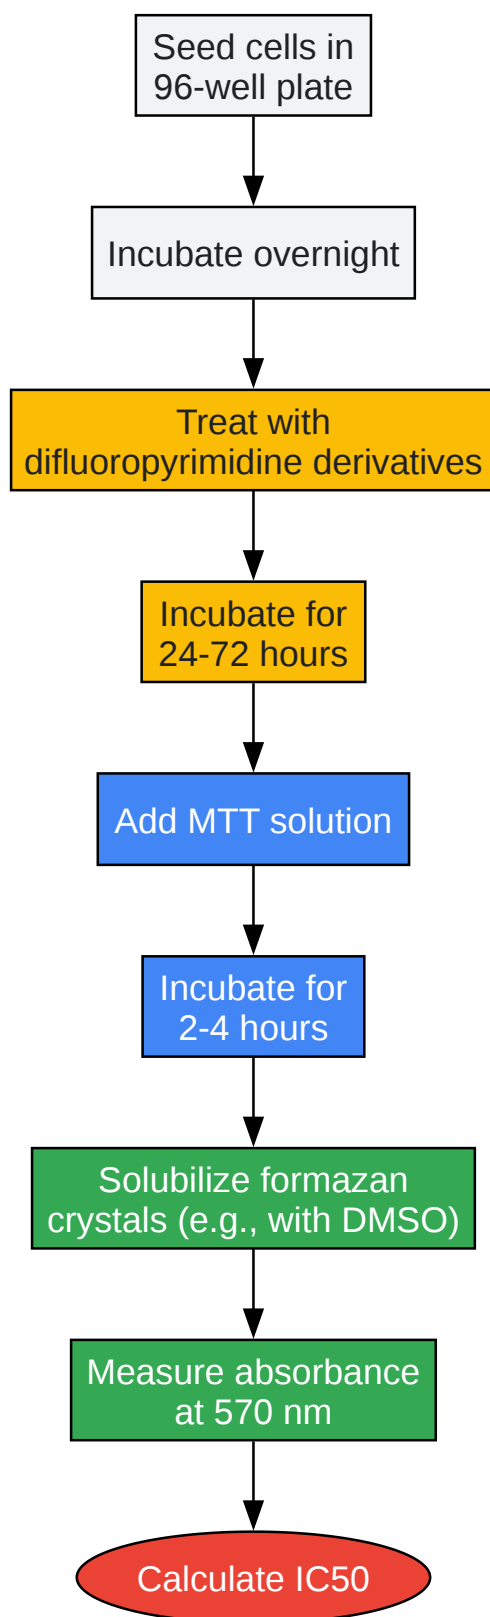 Seed cells in
96-well plate
Incubate overnight
Treat with
difluoropyrimidine derivatives
Incubate for
24-72 hours
Add MTT solution
Incubate for
2-4 hours
Solubilize formazan
crystals (e.g., with DMSO)
Measure absorbance
at 570 nm
Calculate IC50